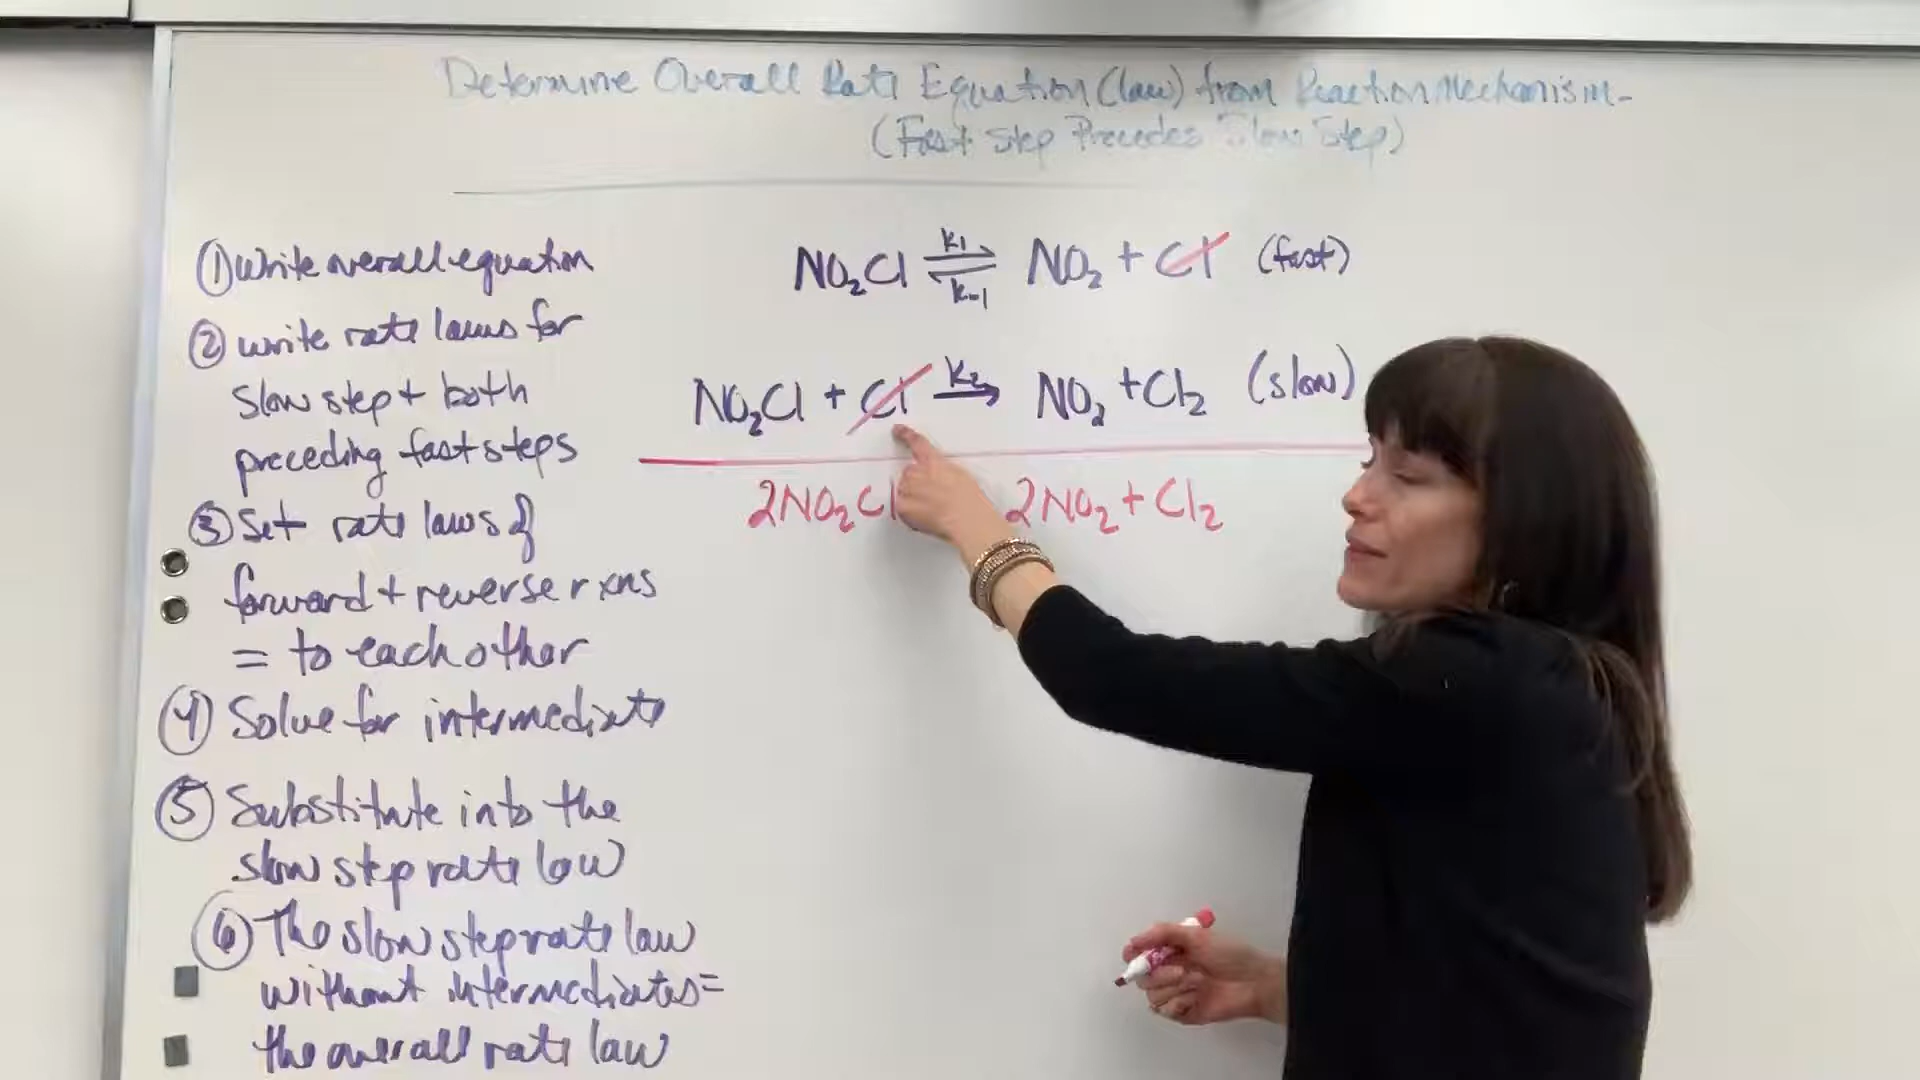 Determine Overall Rate Equation (law) from Reaction Mechanism-
(Fast Step Precedes Slow Step)
① Write overall equation
② write rate laws for
slow step + both
preceding fast steps
③ Set rate laws of
forward + reverse rxns
= to each other
④ Solve for intermediate
⑤ Substitute into the
slow step rate law
⑥ The slow step rate law
without intermediates =
the overall rate law
k₁
NO₂Cl ⇌ NO₂ + Cl (fast)
k₋₁
k₂
NO₂Cl + Cl → NO₂ + Cl₂ (slow)
2NO₂Cl 2NO₂ + Cl₂